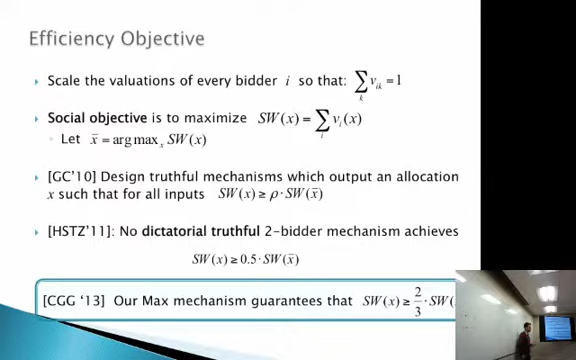 Efficiency Objective
Scale the valuations of every bidder i so that: ∑_k v_ik = 1
Social objective is to maximize SW(x) = ∑_i v_i(x)
Let x̄ = arg max_x SW(x)
[GC'10] Design truthful mechanisms which output an allocation
x such that for all inputs SW(x) ≥ ρ · SW(x̄)
[HSTZ'11]: No dictatorial truthful 2-bidder mechanism achieves
SW(x) ≥ 0.5 · SW(x̄)
[CGG '13] Our Max mechanism guarantees that SW(x) ≥ 2/3 · SW(